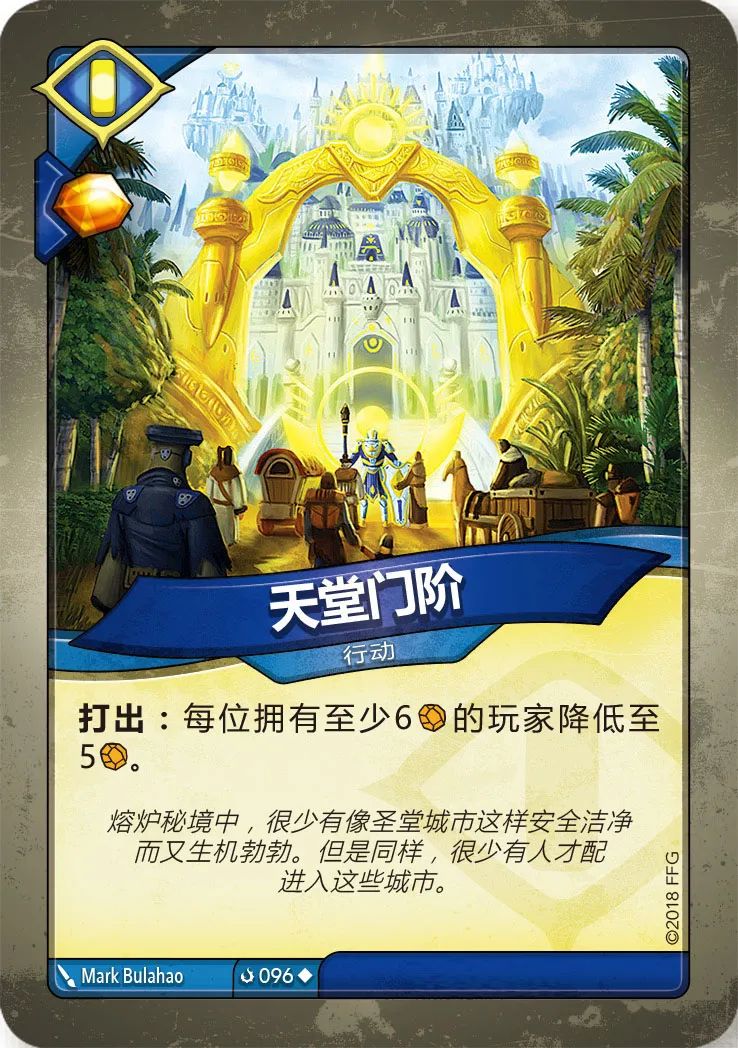 天堂门阶
行动
打出：每位拥有至少6 的玩家降低至
5 。
熔炉秘境中，很少有像圣堂城市这样安全洁净
而又生机勃勃。但是同样，很少有人才配
进入这些城市。
©2018 FFG
Mark Bulahao
096